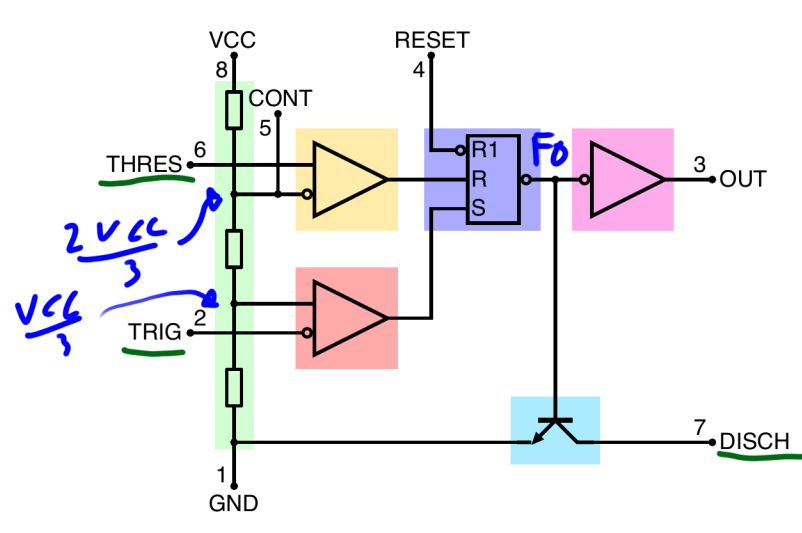 VCC
RESET
8
4
CONT
5
THRES
6
R1
F0
R
3
OUT
S
2VCC
3
VCC
3
2
TRIG
7
DISCH
1
GND